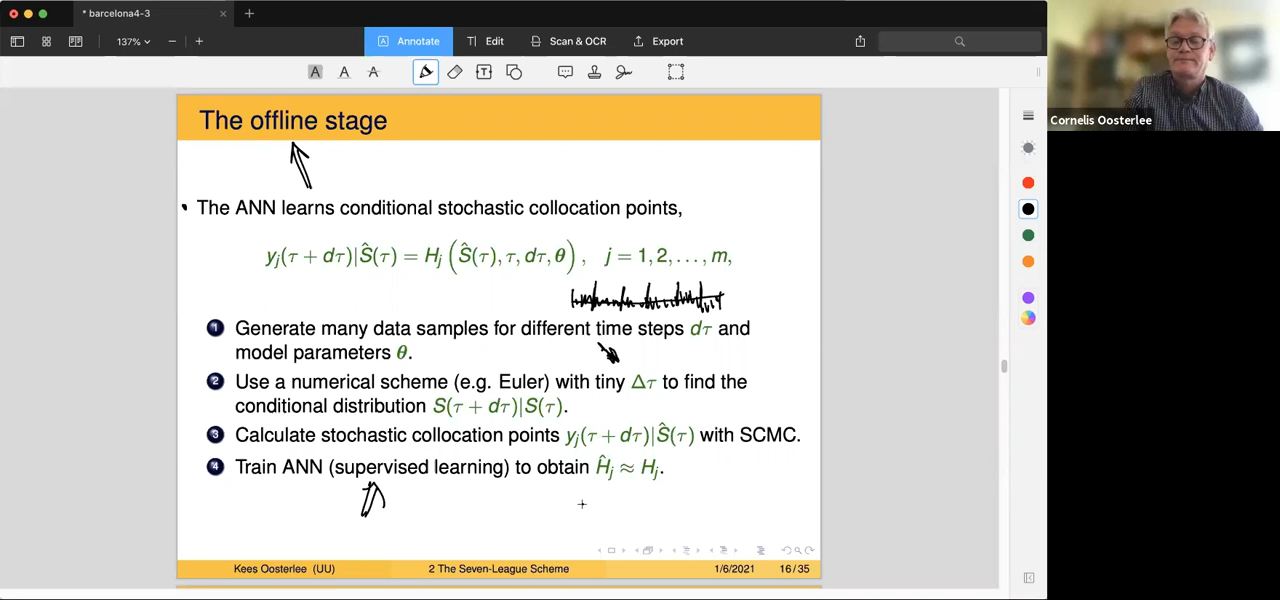 * barcelona4-3
137%
Annotate
Edit
Scan & OCR
Export
Cornelis Oosterlee
The offline stage
The ANN learns conditional stochastic collocation points,
yj(τ + dτ)|Ŝ(τ) = Hj (Ŝ(τ), τ, dτ, θ), j = 1, 2, . . . , m,
1 Generate many data samples for different time steps dτ and
model parameters θ.
2 Use a numerical scheme (e.g. Euler) with tiny Δτ to find the
conditional distribution S(τ + dτ)|S(τ).
3 Calculate stochastic collocation points yj(τ + dτ)|Ŝ(τ) with SCMC.
4 Train ANN (supervised learning) to obtain Ĥj ≈ Hj.
Kees Oosterlee (UU)
2 The Seven-League Scheme
1/6/2021
16 / 35